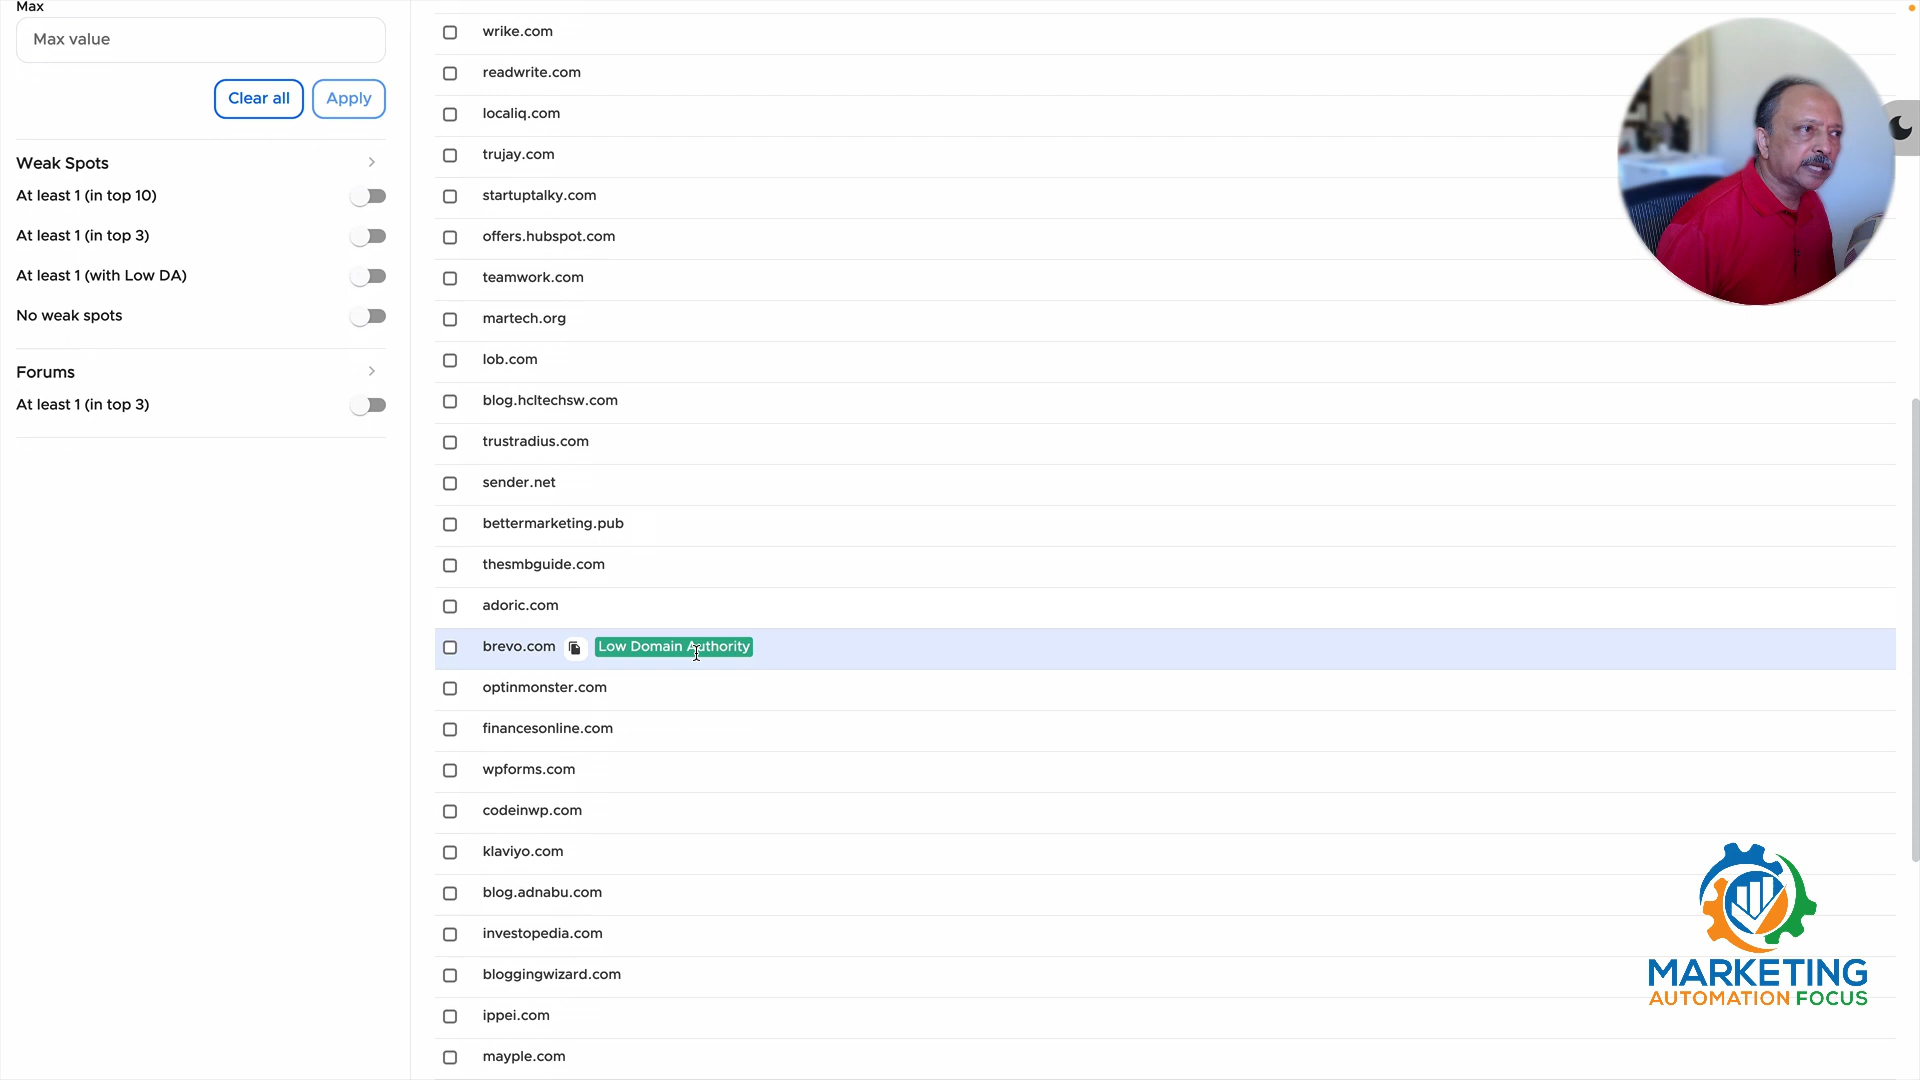 Max
Max value
Clear all
Apply
Weak Spots
At least 1 (in top 10)
At least 1 (in top 3)
At least 1 (with Low DA)
No weak spots
Forums
At least 1 (in top 3)
wrike.com
readwrite.com
localiq.com
trujay.com
startuptalky.com
offers.hubspot.com
teamwork.com
martech.org
lob.com
blog.hcltechsw.com
trustradius.com
sender.net
bettermarketing.pub
thesmbguide.com
adoric.com
brevo.com Low Domain Authority
optinmonster.com
financesonline.com
wpforms.com
codeinwp.com
klaviyo.com
blog.adnabu.com
investopedia.com
bloggingwizard.com
ippei.com
mayple.com
MARKETING
AUTOMATION FOCUS